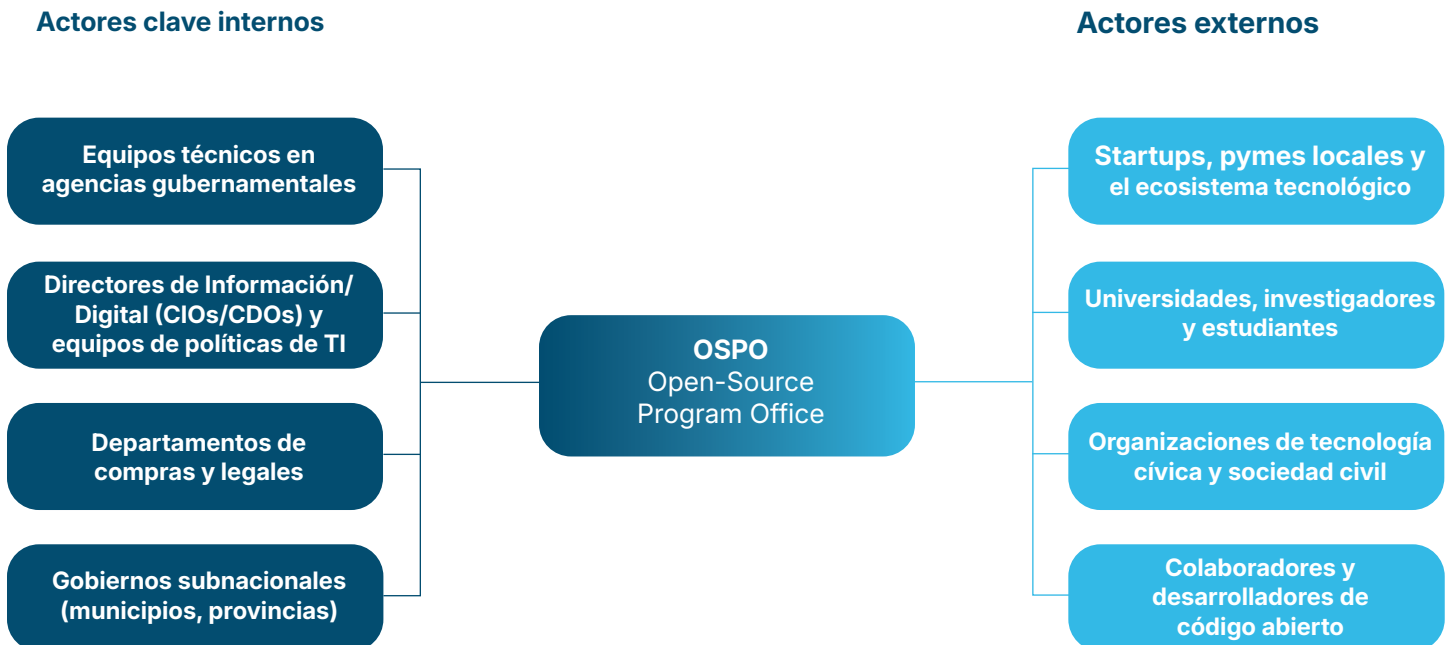 Actores clave internos
Equipos técnicos en
agencias gubernamentales
Directores de Información/
Digital (CIOs/CDOs) y
equipos de políticas de TI
Departamentos de
compras y legales
Gobiernos subnacionales
(municipios, provincias)
OSPO
Open-Source
Program Office
Actores externos
Startups, pymes locales y
el ecosistema tecnológico
Universidades, investigadores
y estudiantes
Organizaciones de tecnología
cívica y sociedad civil
Colaboradores y
desarrolladores de
código abierto